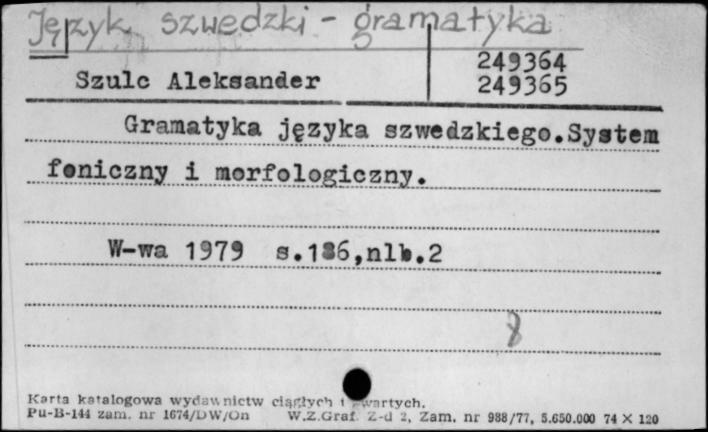 Język szwedzki - gramatyka
Szulc Aleksander
249364
249365
Gramatyka języka szwedzkiego.System
foniczny i morfologiczny.
W-wa 1979 s.186,nlb.2
8
Karta katalogowa wydawnictw ciągłych i zwartych.
Pu-B-144 zam. nr 1674/DW/On W.Z.Graf. Z-d 2, Zam. nr 988/77, 5.650.000 74 X 120